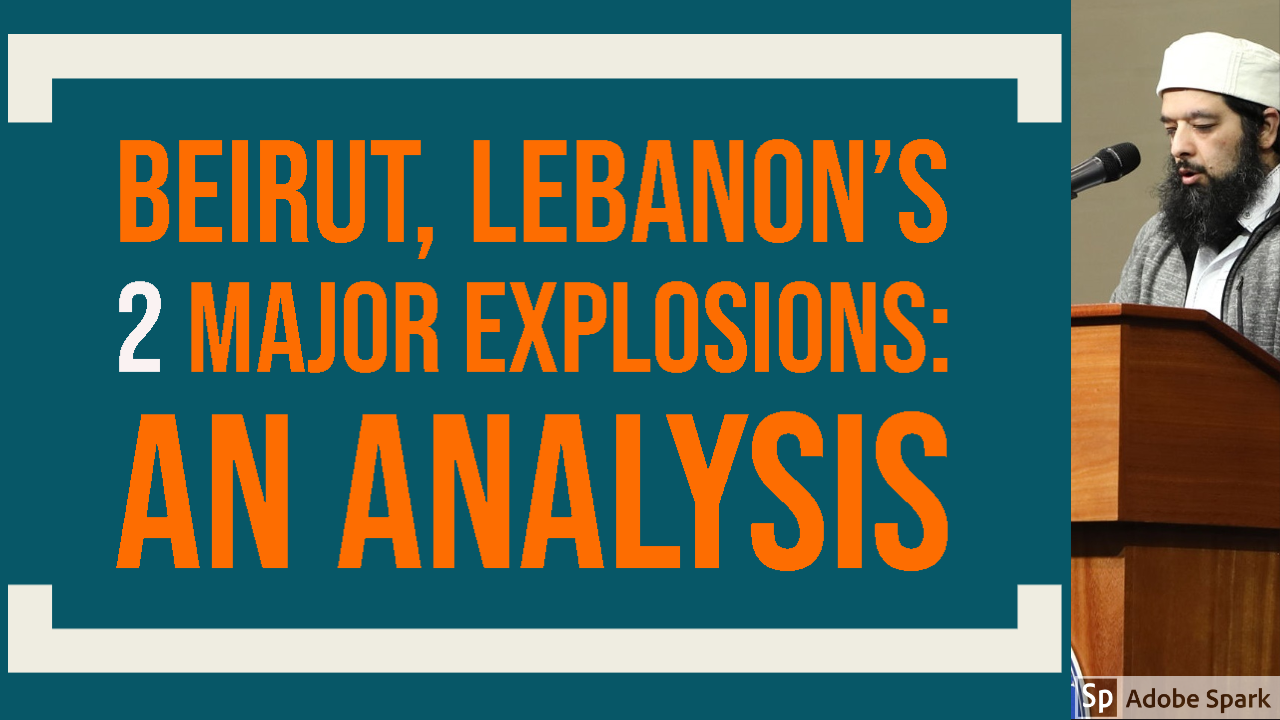 BEIRUT, LEBANON’S
2 MAJOR EXPLOSIONS:
AN ANALYSIS
Sp Adobe Spark